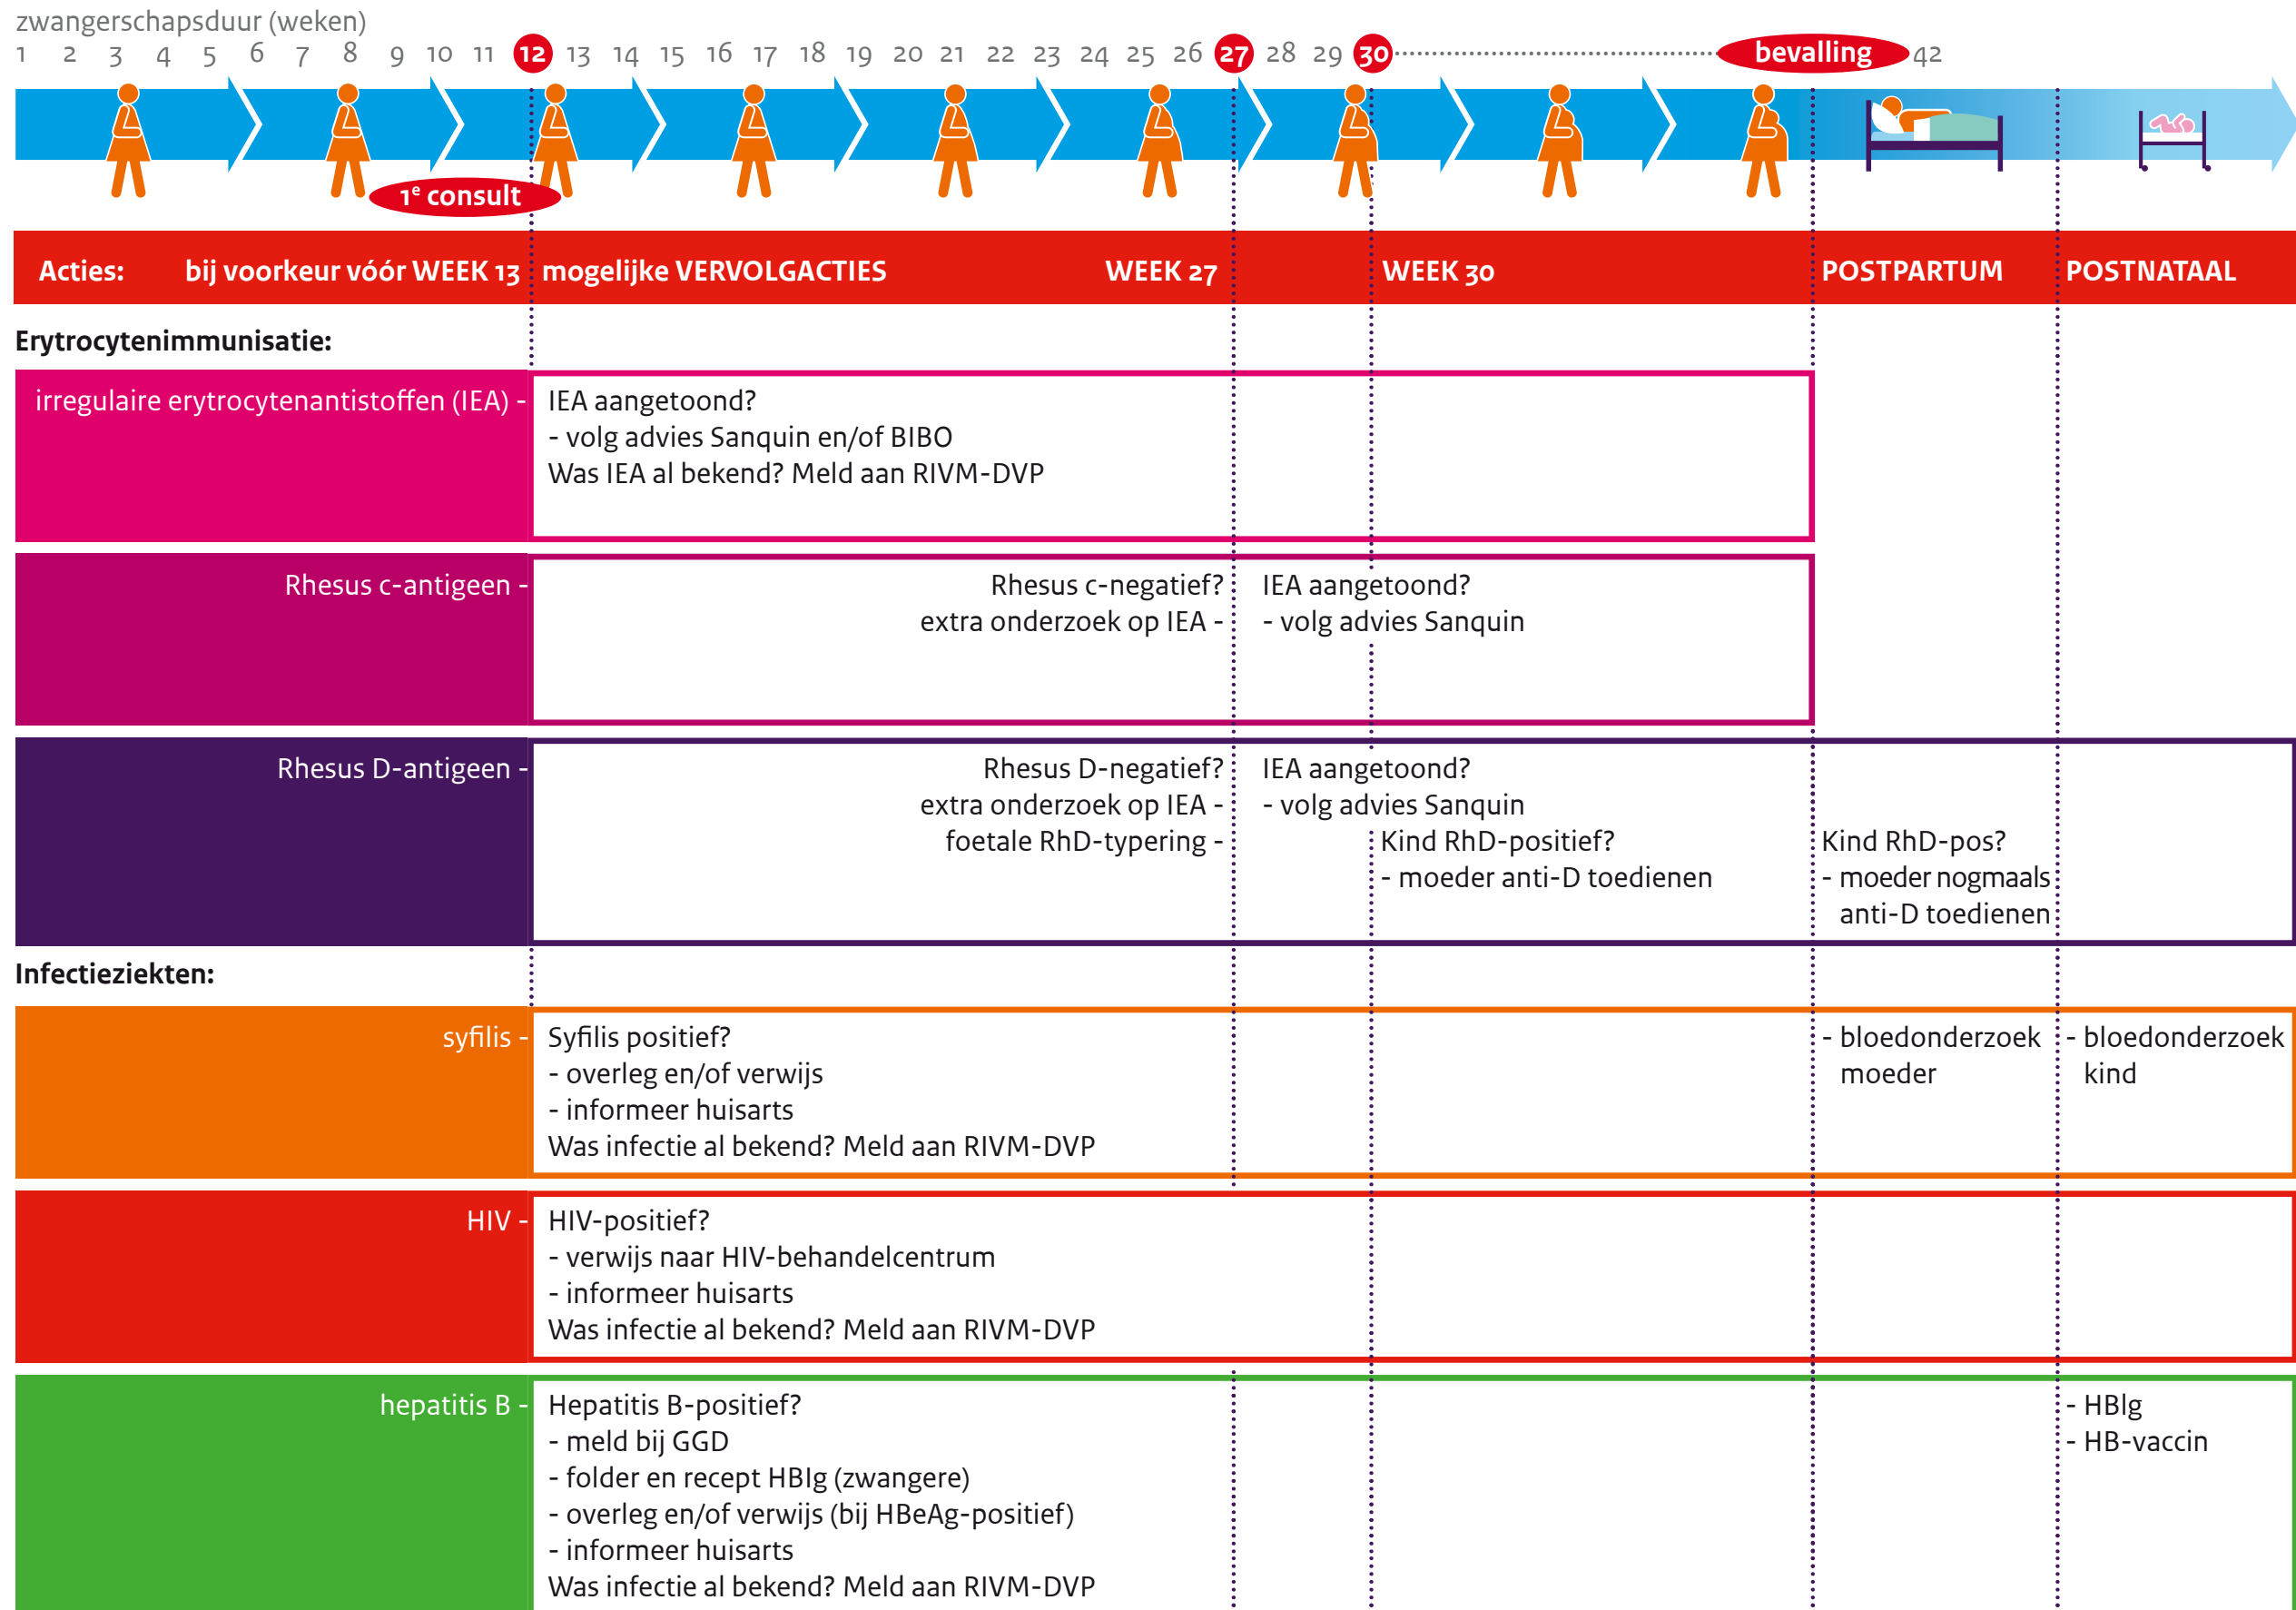 zwangerschapsduur (weken)
1 2 3 4 5 6 7 8 9 10 11 12 13 14 15 16 17 18 19 20 21 22 23 24 25 26 27 28 29 30 bevalling 42
1e consult
Acties: bij voorkeur vóór WEEK 13 mogelijke VERVOLGACTIES WEEK 27 WEEK 30 POSTPARTUM POSTNATAAL
Erytrocytenimmunisatie:
irregulaire erytrocytenantistoffen (IEA) -
IEA aangetoond?
- volg advies Sanquin en/of BIBO
Was IEA al bekend? Meld aan RIVM-DVP
Rhesus c-antigeen -
Rhesus c-negatief?
extra onderzoek op IEA -
IEA aangetoond?
- volg advies Sanquin
Rhesus D-antigeen -
Rhesus D-negatief?
extra onderzoek op IEA -
foetale RhD-typering -
IEA aangetoond?
- volg advies Sanquin
Kind RhD-positief?
- moeder anti-D toedienen
Kind RhD-pos?
- moeder nogmaals
anti-D toedienen
Infectieziekten:
syfilis -
Syfilis positief?
- overleg en/of verwijs
- informeer huisarts
Was infectie al bekend? Meld aan RIVM-DVP
- bloedonderzoek
moeder
- bloedonderzoek
kind
HIV -
HIV-positief?
- verwijs naar HIV-behandelcentrum
- informeer huisarts
Was infectie al bekend? Meld aan RIVM-DVP
hepatitis B -
Hepatitis B-positief?
- meld bij GGD
- folder en recept HBIg (zwangere)
- overleg en/of verwijs (bij HBeAg-positief)
- informeer huisarts
Was infectie al bekend? Meld aan RIVM-DVP
- HBlg
- HB-vaccin